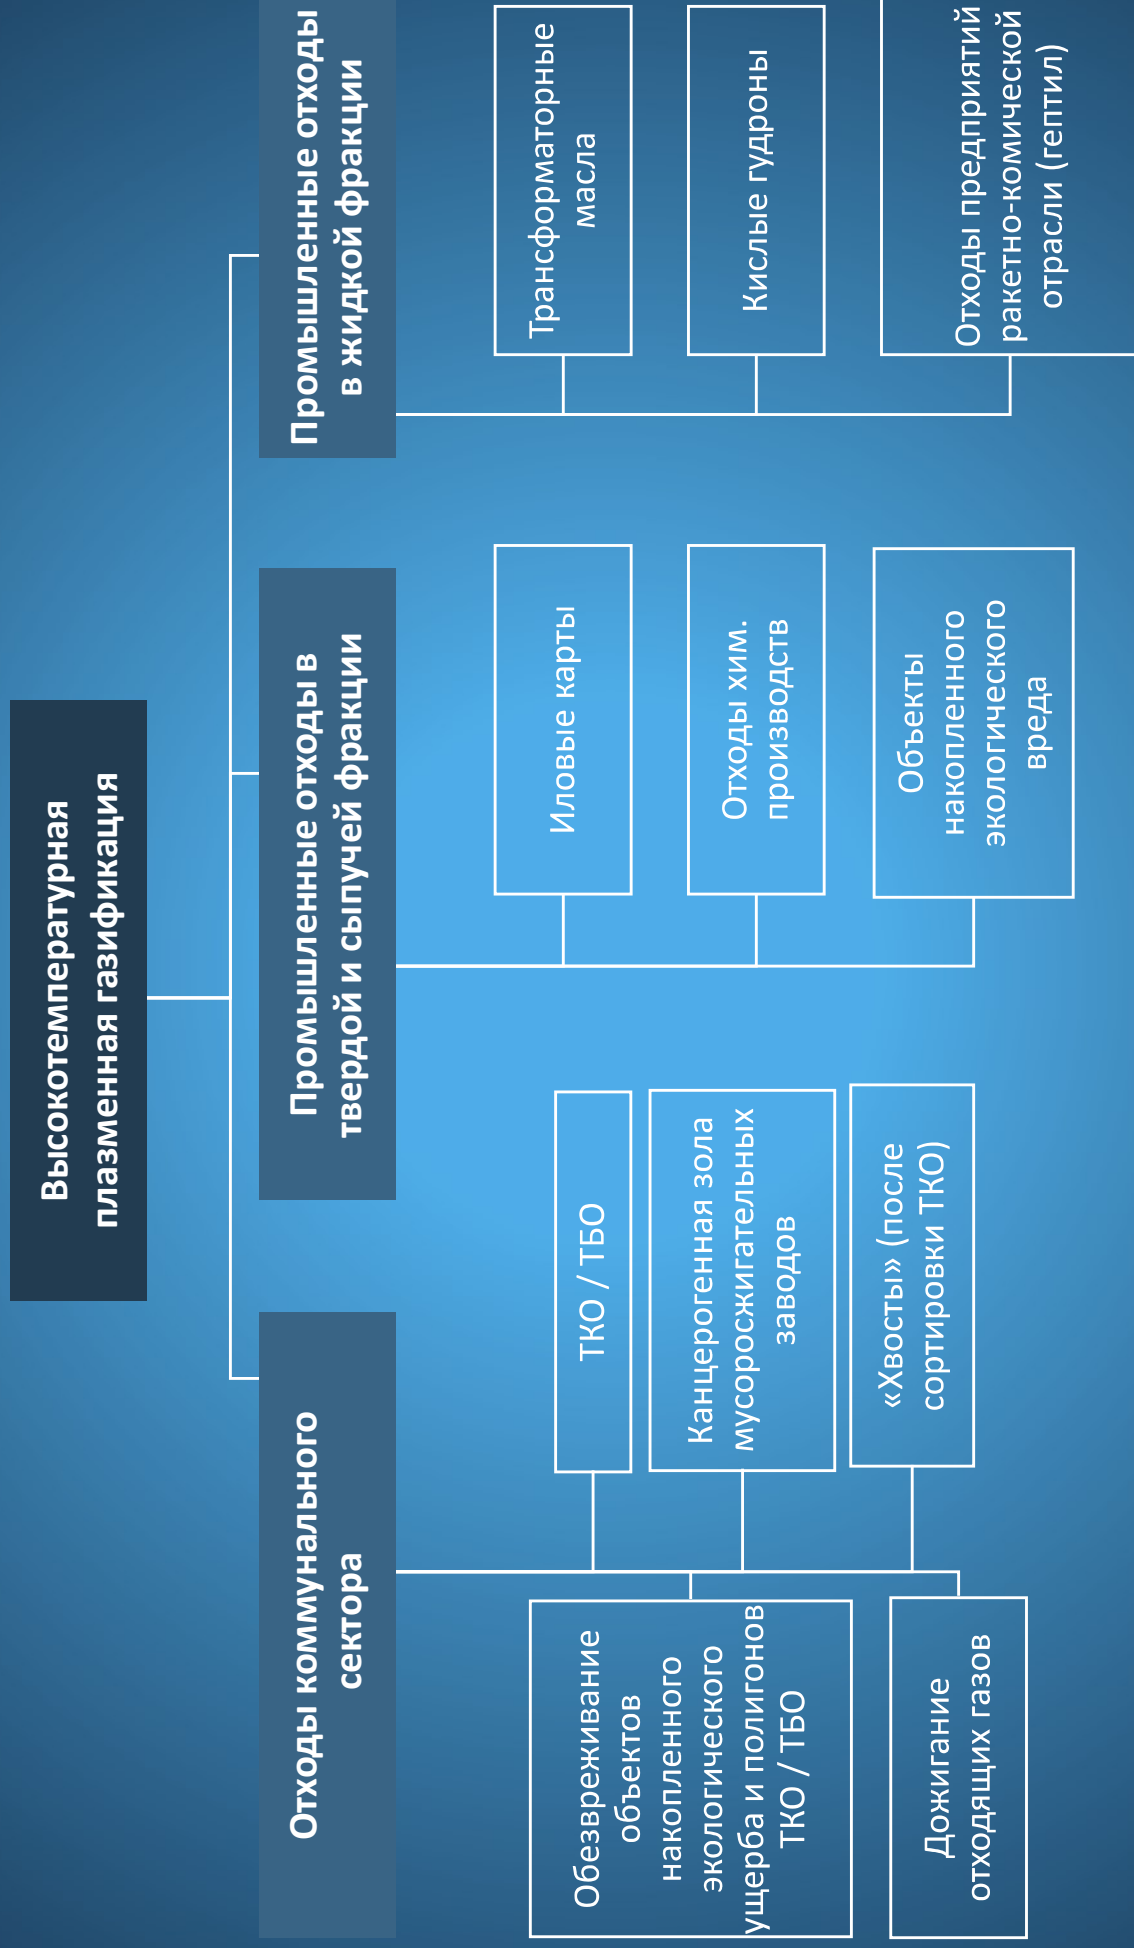 Высокотемпературная
плазменная газификация
Отходы коммунального
сектора
Обезвреживание
объектов
накопленного
экологического
ущерба и полигонов
ТКО / ТБО
Дожигание
отходящих газов
ТКО / ТБО
Канцерогенная зола
мусоросжигательных
заводов
«Хвосты» (после
сортировки ТКО)
Промышленные отходы в
твердой и сыпучей фракции
Иловые карты
Отходы хим.
производств
Объекты
накопленного
экологического
вреда
Промышленные отходы
в жидкой фракции
Трансформаторные
масла
Кислые гудроны
Отходы предприятий
ракетно-комической
отрасли (гептил)